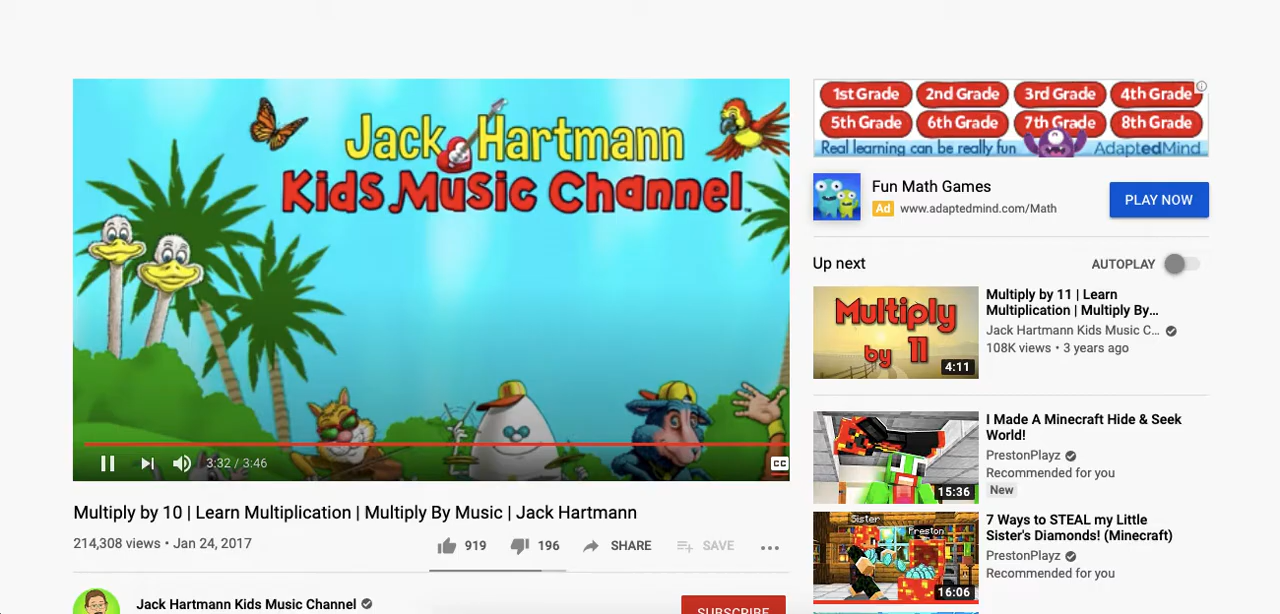 Jack Hartmann
Kids Music Channel
3:32 / 3:46
CC
Multiply by 10 | Learn Multiplication | Multiply By Music | Jack Hartmann
214,308 views • Jan 24, 2017
919
196
SHARE
SAVE
Jack Hartmann Kids Music Channel
SUBSCRIBE
1st Grade 2nd Grade 3rd Grade 4th Grade
5th Grade 6th Grade 7th Grade 8th Grade
Real learning can be really fun AdaptedMind
Fun Math Games
Ad www.adaptedmind.com/Math
PLAY NOW
Up next
AUTOPLAY
Multiply
by 11
4:11
Multiply by 11 | Learn
Multiplication | Multiply By...
Jack Hartmann Kids Music C...
108K views • 3 years ago
15:36
I Made A Minecraft Hide & Seek
World!
PrestonPlayz
Recommended for you
New
Sister
Preston
16:06
7 Ways to STEAL my Little
Sister's Diamonds! (Minecraft)
PrestonPlayz
Recommended for you